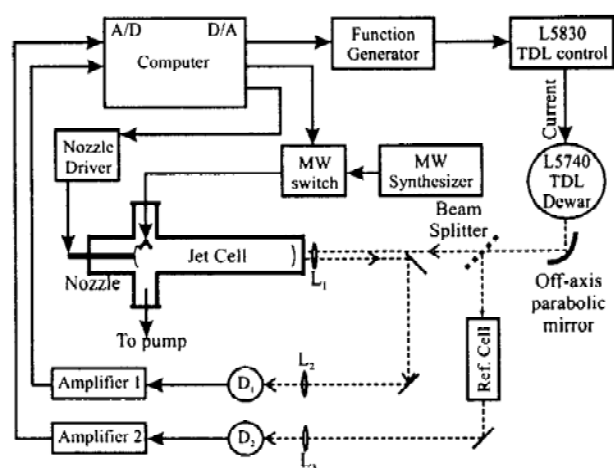 A/D D/A
Computer
Function
Generator
L5830
TDL control
Current
Nozzle
Driver
MW
switch
MW
Synthesizer
L5740
TDL
Dewar
Beam
Splitter
Jet Cell
Nozzle
L1
Off-axis
parabolic
mirror
To pump
Ref. Cell
Amplifier 1
D1
L2
Amplifier 2
D2